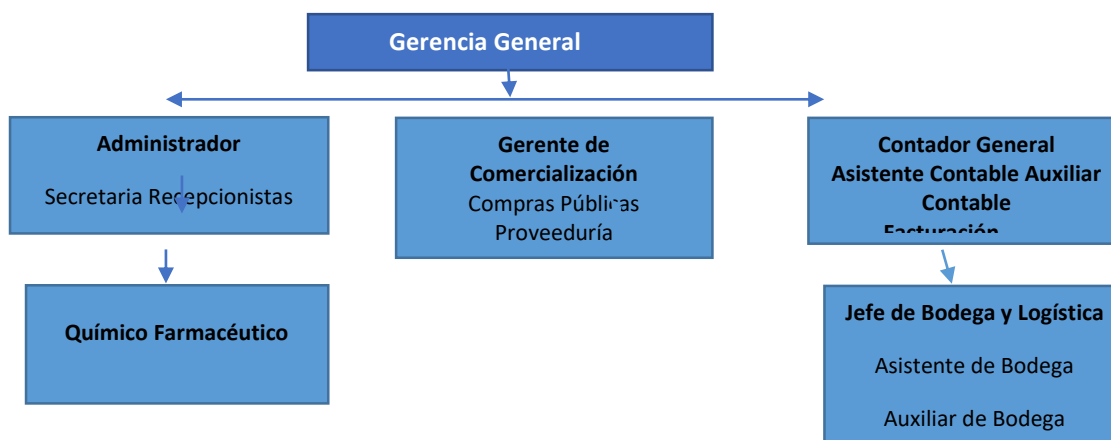 Gerencia General
Administrador
Secretaria Recepcionistas
Gerente de
Comercialización
Compras Públicas
Proveeduría
Contador General
Asistente Contable Auxiliar
Contable
Facturación
Químico Farmacéutico
Jefe de Bodega y Logística
Asistente de Bodega
Auxiliar de Bodega